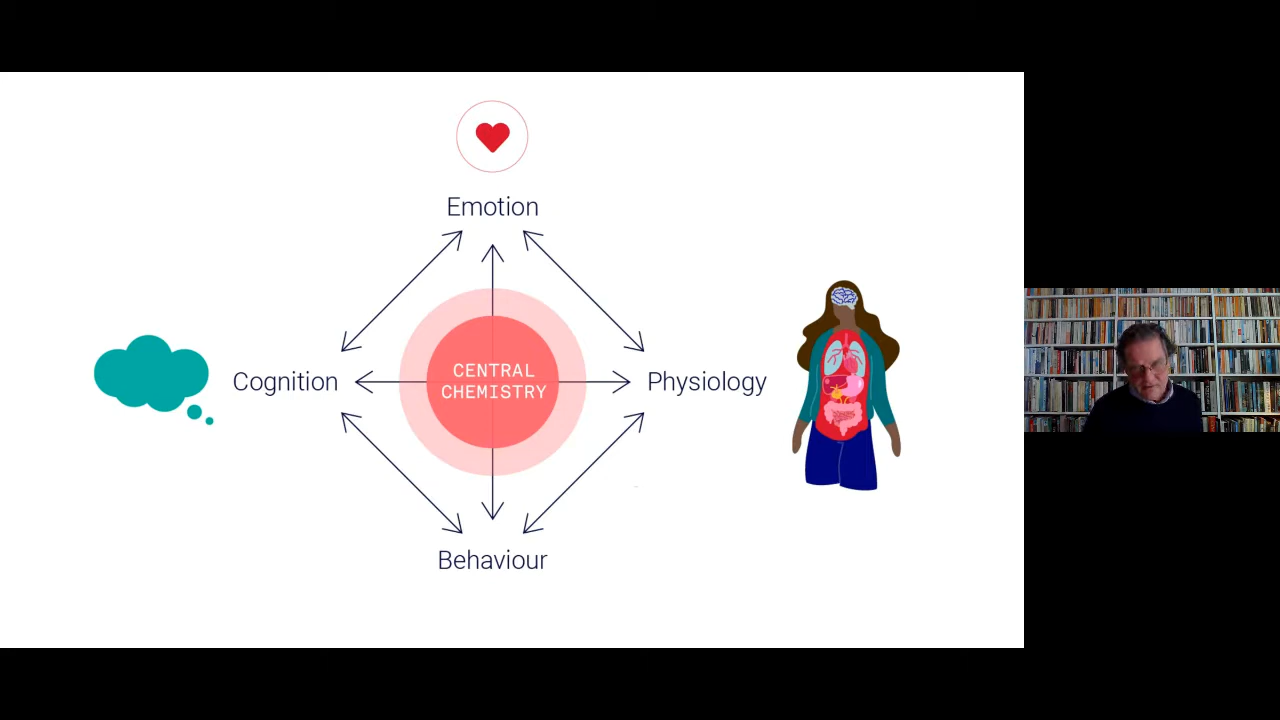 Emotion
CENTRAL
CHEMISTRY
Cognition
Physiology
Behaviour